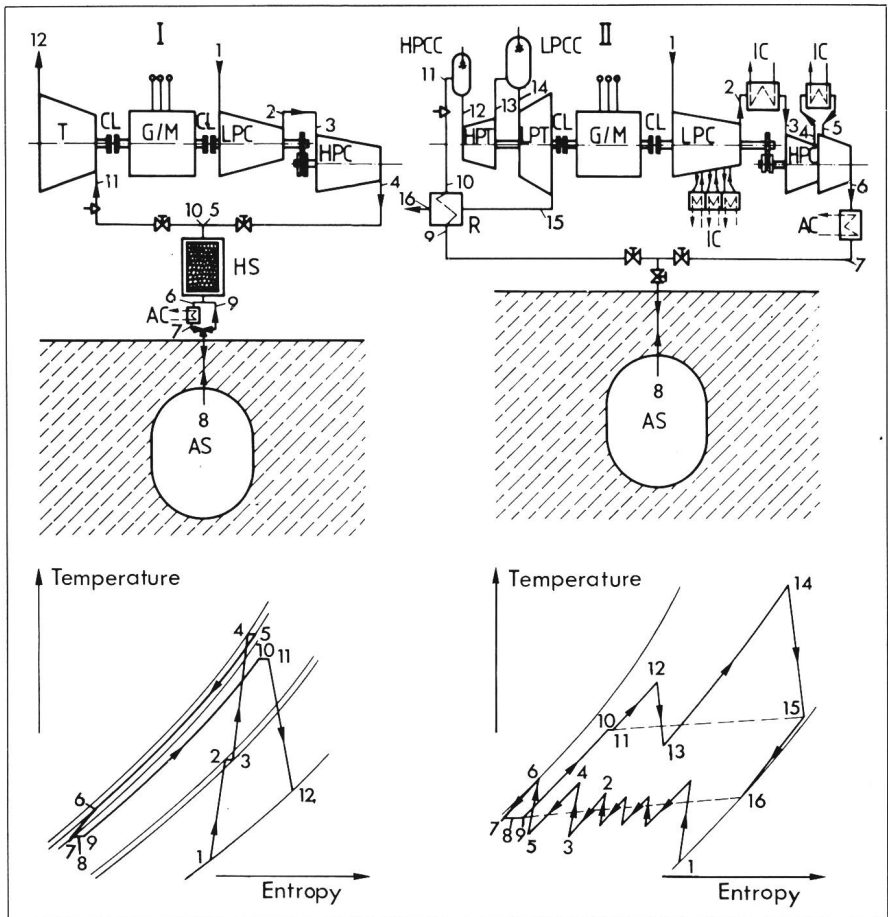 I
12
1
T
CL
G/M
CL
LPC
2
3
HPC
11
4
10
5
HS
6
9
AC
7
8
AS
II
HPCC
LPCC
1
IC
IC
11
12
13
14
2
3
4
5
HPT
LPT
CL
G/M
CL
LPC
HPC
10
6
16
15
IC
AC
9
R
7
8
AS
Temperature
4
5
10
11
2
3
6
12
7
9
8
1
Entropy
Temperature
14
12
10
11
15
13
6
4
2
16
7
8
9
5
3
1
Entropy